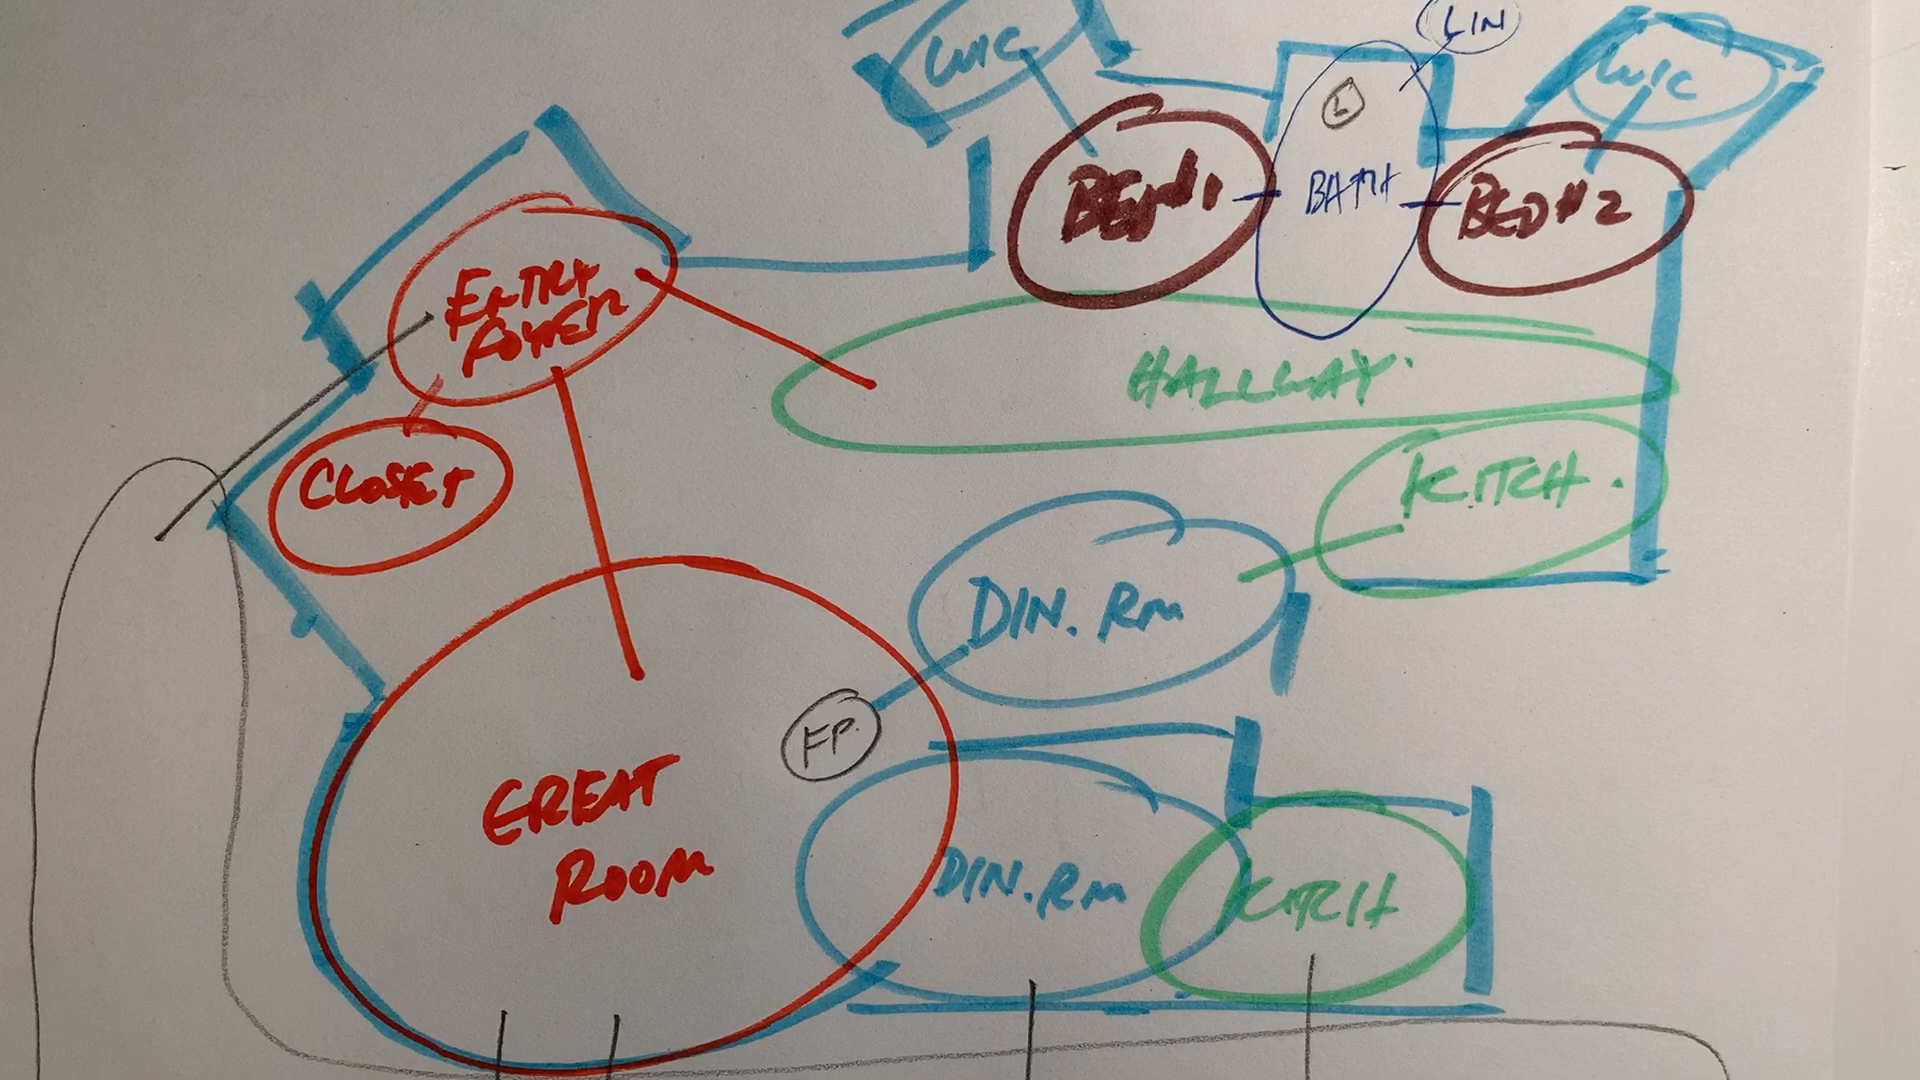 WIC
LIN
WIC
L
BED#1
BATH
BED#2
ENTRY
FOYER
HALLWAY.
CLOSET
KITCH.
DIN. RM
FP.
GREAT
ROOM
DIN. RM
KITCH